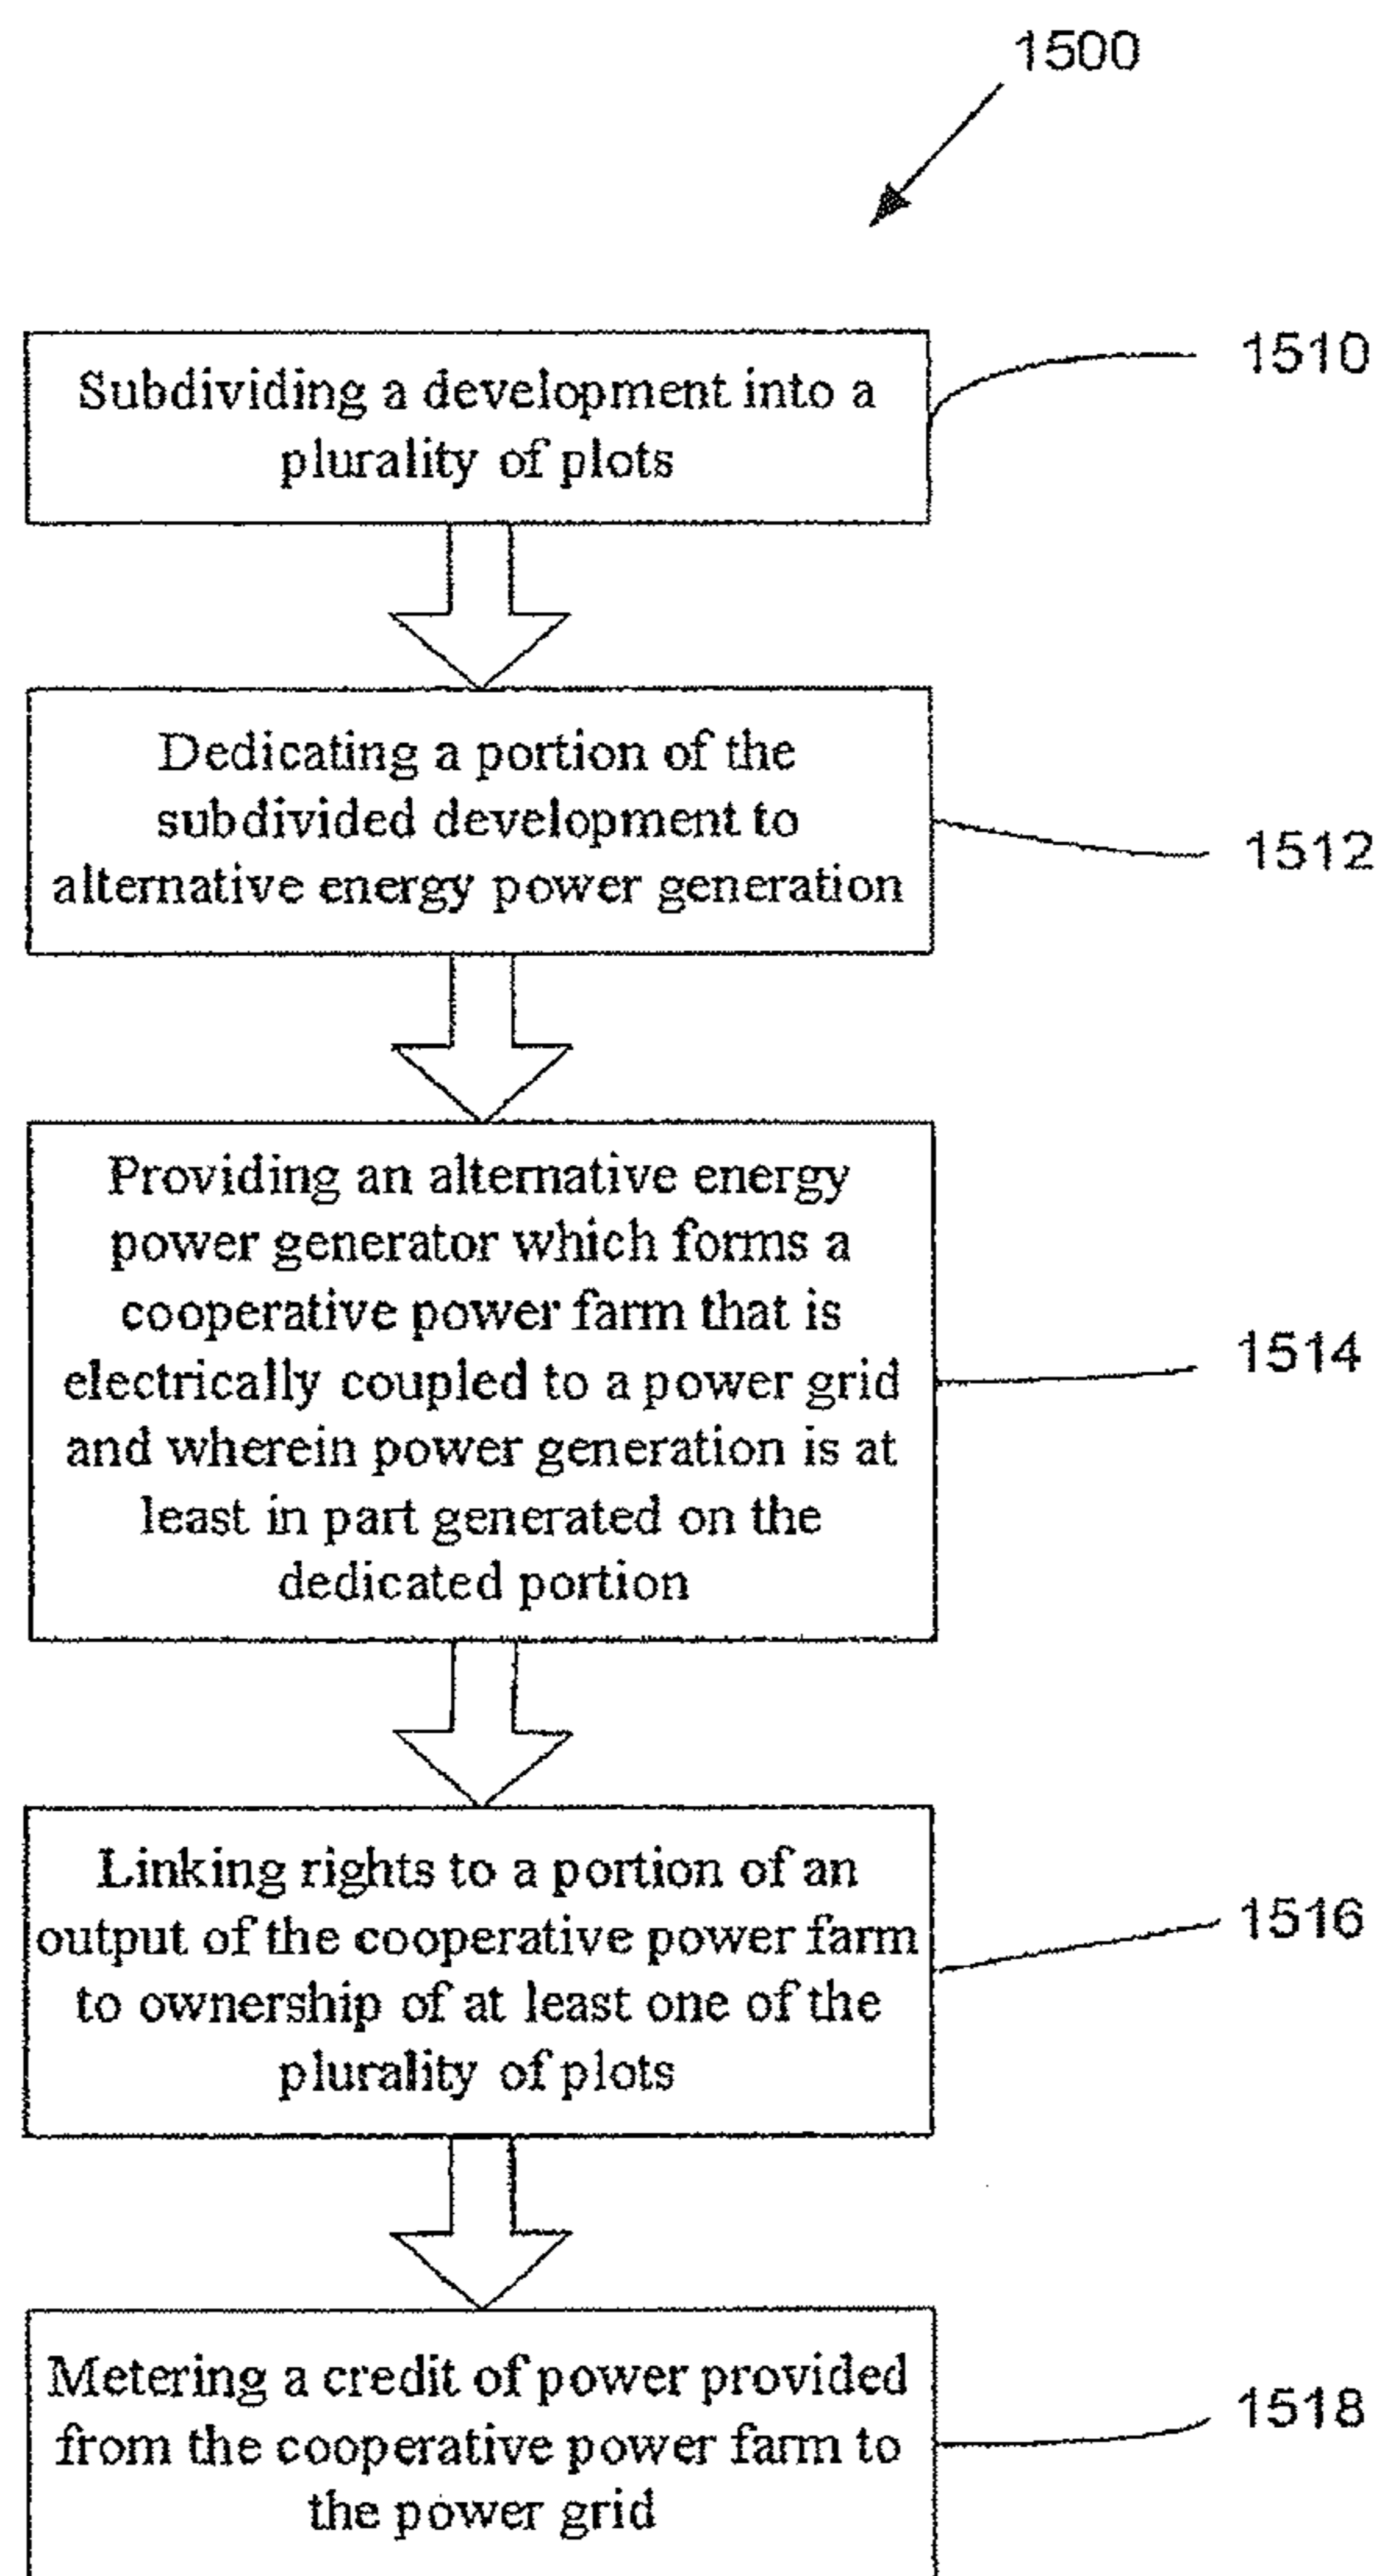 1500
Subdividing a development into a
plurality of plots
1510
Dedicating a portion of the
subdivided development to
alternative energy power generation
1512
Providing an alternative energy
power generator which forms a
cooperative power farm that is
electrically coupled to a power grid
and wherein power generation is at
least in part generated on the
dedicated portion
1514
Linking rights to a portion of an
output of the cooperative power farm
to ownership of at least one of the
plurality of plots
1516
Metering a credit of power provided
from the cooperative power farm to
the power grid
1518